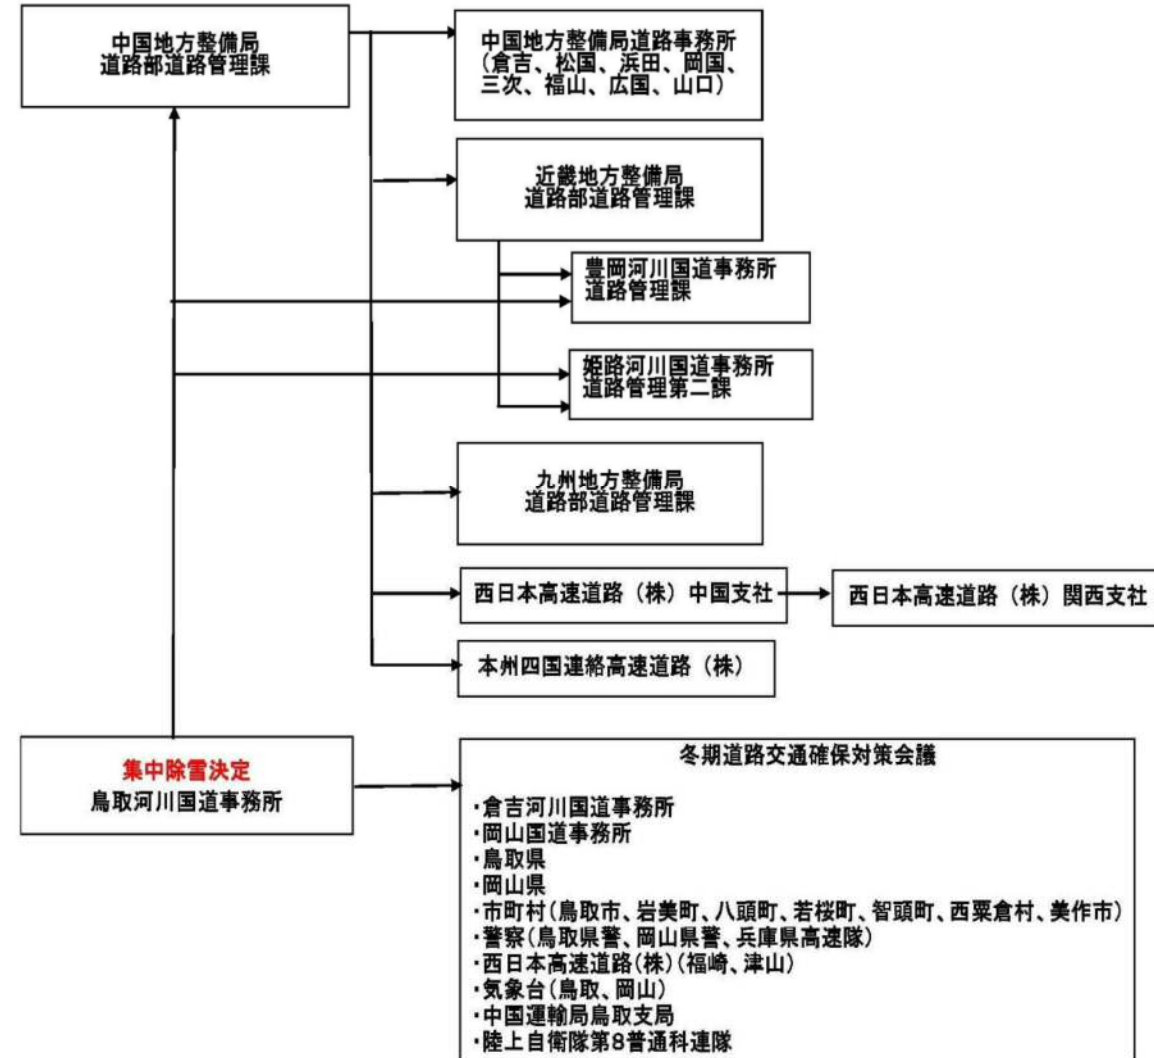 中国地方整備局
道路部道路管理課
中国地方整備局道路事務所
(倉吉、松国、浜田、岡国、
三次、福山、広国、山口)
近畿地方整備局
道路部道路管理課
豊岡河川国道事務所
道路管理課
姫路河川国道事務所
道路管理第二課
九州地方整備局
道路部道路管理課
西日本高速道路（株）中国支社
西日本高速道路（株）関西支社
本州四国連絡高速道路（株）
集中除雪決定
鳥取河川国道事務所
冬期道路交通確保対策会議
・倉吉河川国道事務所
・岡山国道事務所
・鳥取県
・岡山県
・市町村(鳥取市、岩美町、八頭町、若桜町、智頭町、西粟倉村、美作市)
・警察(鳥取県警、岡山県警、兵庫県高速隊)
・西日本高速道路(株)(福崎、津山)
・気象台(鳥取、岡山)
・中国運輸局鳥取支局
・陸上自衛隊第8普通科連隊